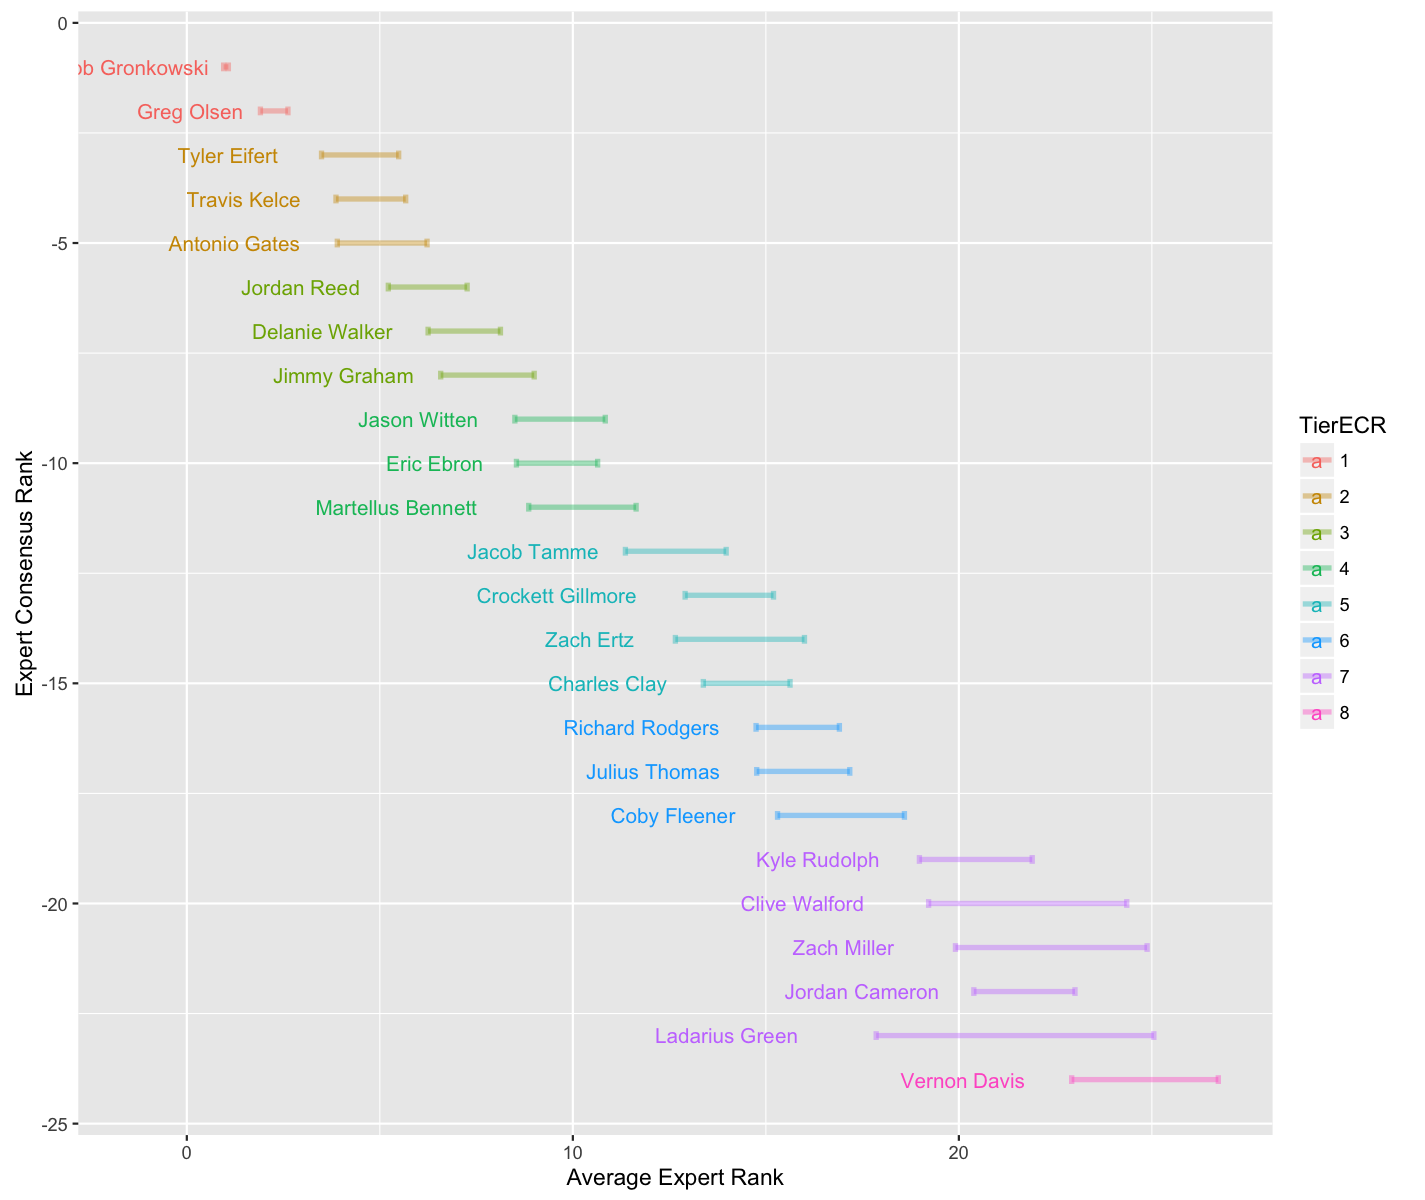 0
ob Gronkowski
Greg Olsen
Tyler Eifert
Travis Kelce
-5
Antonio Gates
Jordan Reed
Delanie Walker
Jimmy Graham
Jason Witten
-10
Eric Ebron
Martellus Bennett
Jacob Tamme
Crockett Gillmore
Zach Ertz
-15
Charles Clay
Richard Rodgers
Julius Thomas
Coby Fleener
Kyle Rudolph
-20
Clive Walford
Zach Miller
Jordan Cameron
Ladarius Green
Vernon Davis
-25
Expert Consensus Rank
0 10 20
Average Expert Rank
TierECR
a 1
a 2
a 3
a 4
a 5
a 6
a 7
a 8